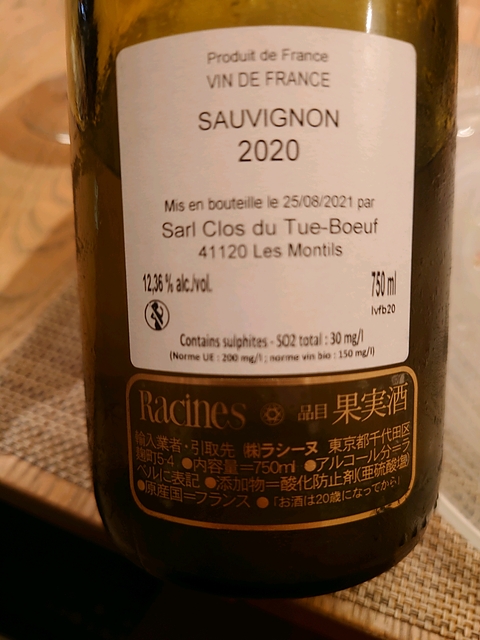 Produit de France
VIN DE FRANCE
SAUVIGNON
2020
Mis en bouteille le 25/08/2021 par
Sarl Clos du Tue-Boeuf
41120 Les Montils
12,36 % alc./vol.
750 ml
lvfb20
Contains sulphites - SO2 total : 30 mg/l
(Norme UE : 200 mg/l ; norme vin bio : 150 mg/l)
Racines 品目 果実酒
輸入業者・引取先 ㈱ラシーヌ 東京都千代田区
麹町5-4 ●内容量=750ml ●アルコール分=ラ
ベルに表記 ●添加物=酸化防止剤(亜硫酸塩)
●原産国=フランス ●「お酒は20歳になってから」